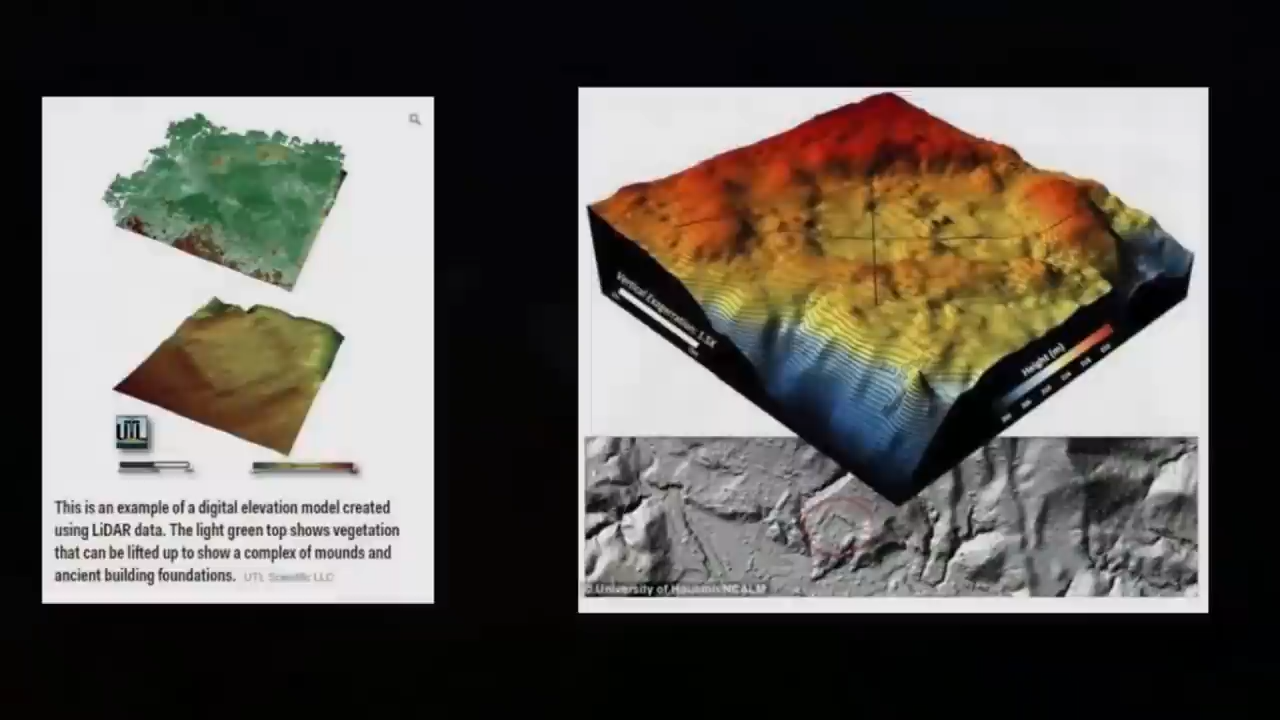 UTL
This is an example of a digital elevation model created
using LiDAR data. The light green top shows vegetation
that can be lifted up to show a complex of mounds and
ancient building foundations. UTL Scientific LLC
Vertical Exaggeration: 1.5X
Height (m)
© University of Houston NCALM